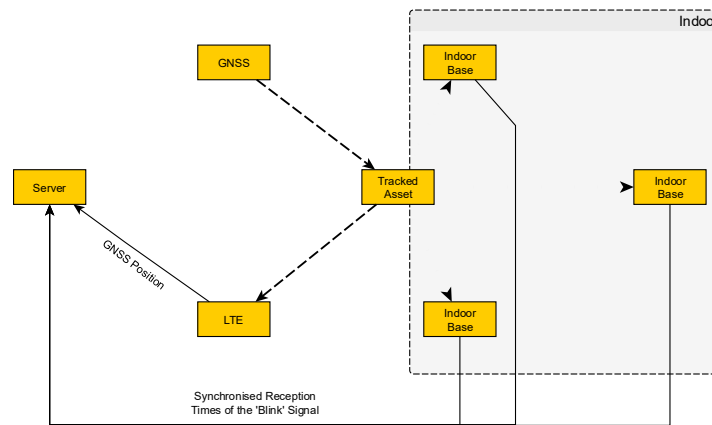 Indoo
GNSS
Indoor
Base
Server
Tracked
Asset
Indoor
Base
GNSS Position
LTE
Indoor
Base
Synchronised Reception
Times of the 'Blink' Signal